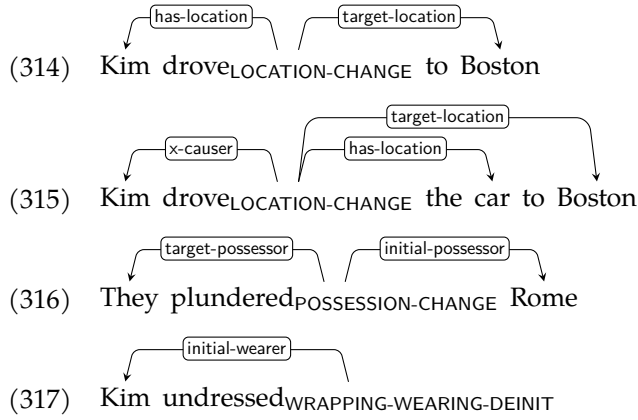 has-location target-location
(314) Kim droveLOCATION-CHANGE to Boston
target-location
x-causer has-location
(315) Kim droveLOCATION-CHANGE the car to Boston
target-possessor initial-possessor
(316) They plunderedPOSSESSION-CHANGE Rome
initial-wearer
(317) Kim undressedWRAPPING-WEARING-DEINIT